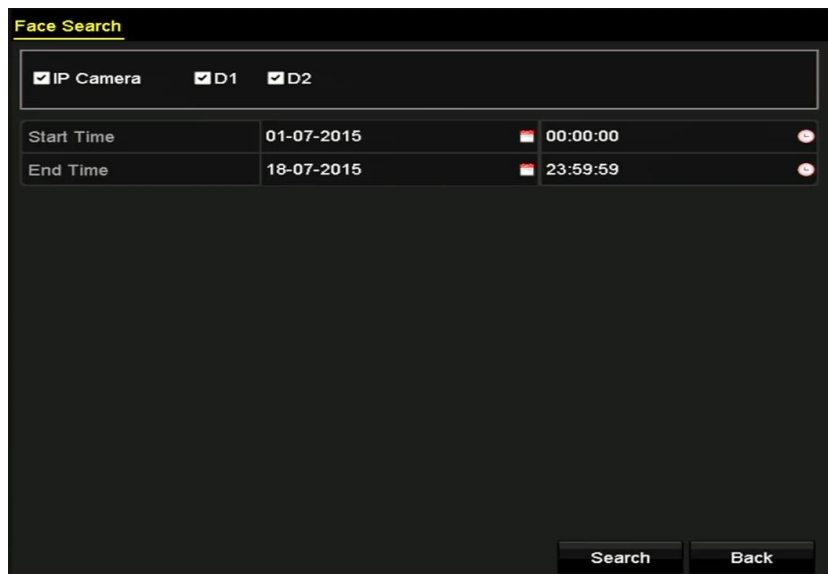 Face Search
IP Camera D1 D2
Start Time 01-07-2015 00:00:00
End Time 18-07-2015 23:59:59
Search Back